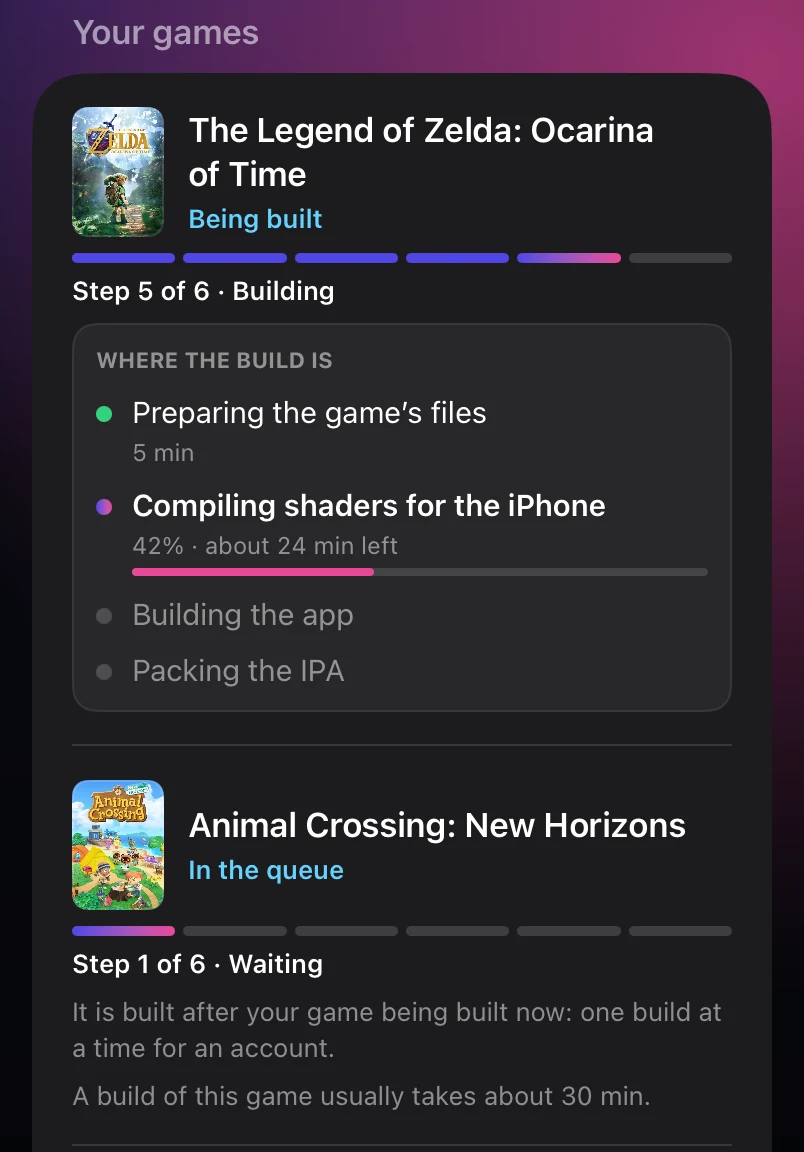 Your games
ZELDA
The Legend of Zelda: Ocarina
of Time
Being built
Step 5 of 6 · Building
WHERE THE BUILD IS
Preparing the game’s files
5 min
Compiling shaders for the iPhone
42% · about 24 min left
Building the app
Packing the IPA
Animal
Crossing
Animal Crossing: New Horizons
In the queue
Step 1 of 6 · Waiting
It is built after your game being built now: one build at
a time for an account.
A build of this game usually takes about 30 min.